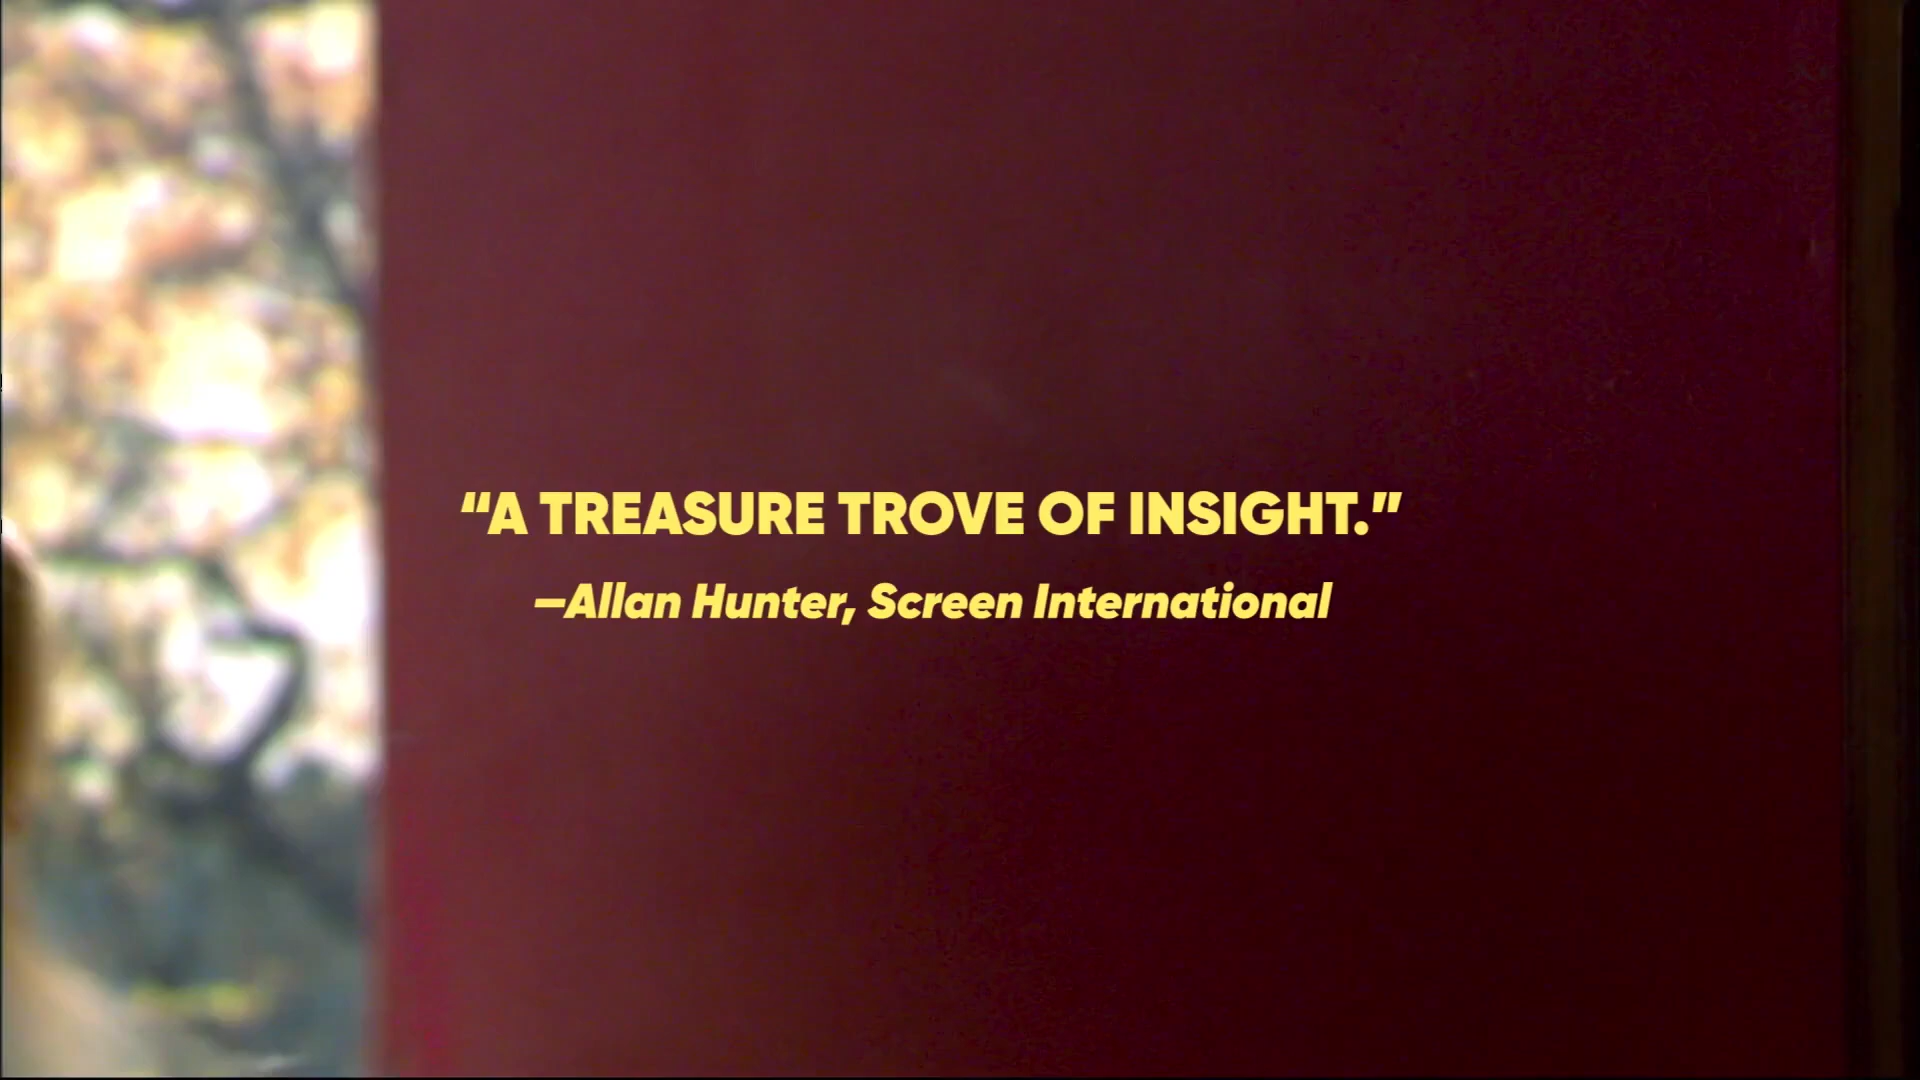 “A TREASURE TROVE OF INSIGHT.”
—Allan Hunter, Screen International